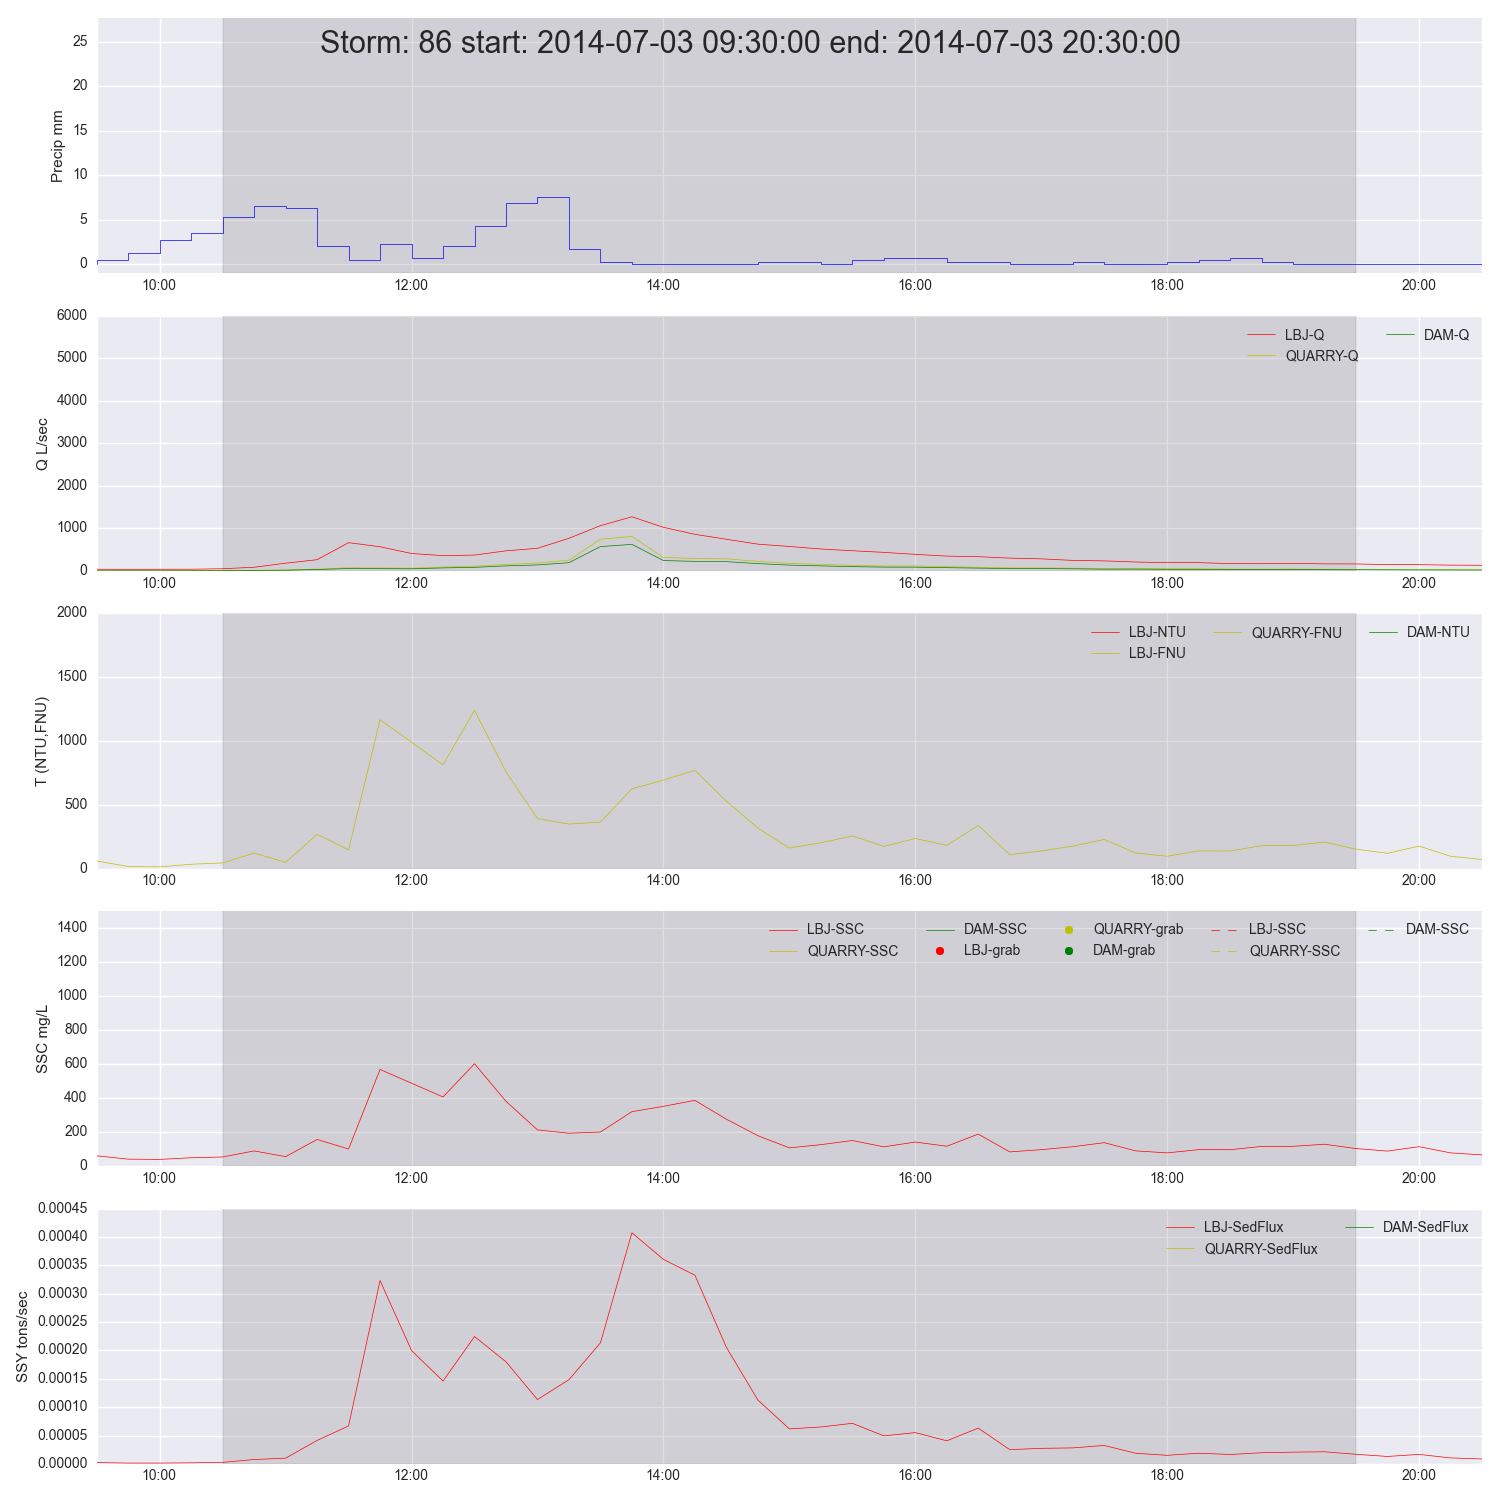 Storm: 86 start: 2014-07-03 09:30:00 end: 2014-07-03 20:30:00
Precip mm
25
20
15
10
5
0
10:00 12:00 14:00 16:00 18:00 20:00
Q L/sec
6000
5000
4000
3000
2000
1000
0
LBJ-Q DAM-Q
QUARRY-Q
10:00 12:00 14:00 16:00 18:00 20:00
T (NTU,FNU)
2000
1500
1000
500
0
LBJ-NTU QUARRY-FNU DAM-NTU
LBJ-FNU
10:00 12:00 14:00 16:00 18:00 20:00
SSC mg/L
1400
1200
1000
800
600
400
200
0
LBJ-SSC DAM-SSC QUARRY-grab LBJ-SSC DAM-SSC
QUARRY-SSC LBJ-grab DAM-grab QUARRY-SSC
10:00 12:00 14:00 16:00 18:00 20:00
SSY tons/sec
0.00045
0.00040
0.00035
0.00030
0.00025
0.00020
0.00015
0.00010
0.00005
0.00000
LBJ-SedFlux DAM-SedFlux
QUARRY-SedFlux
10:00 12:00 14:00 16:00 18:00 20:00